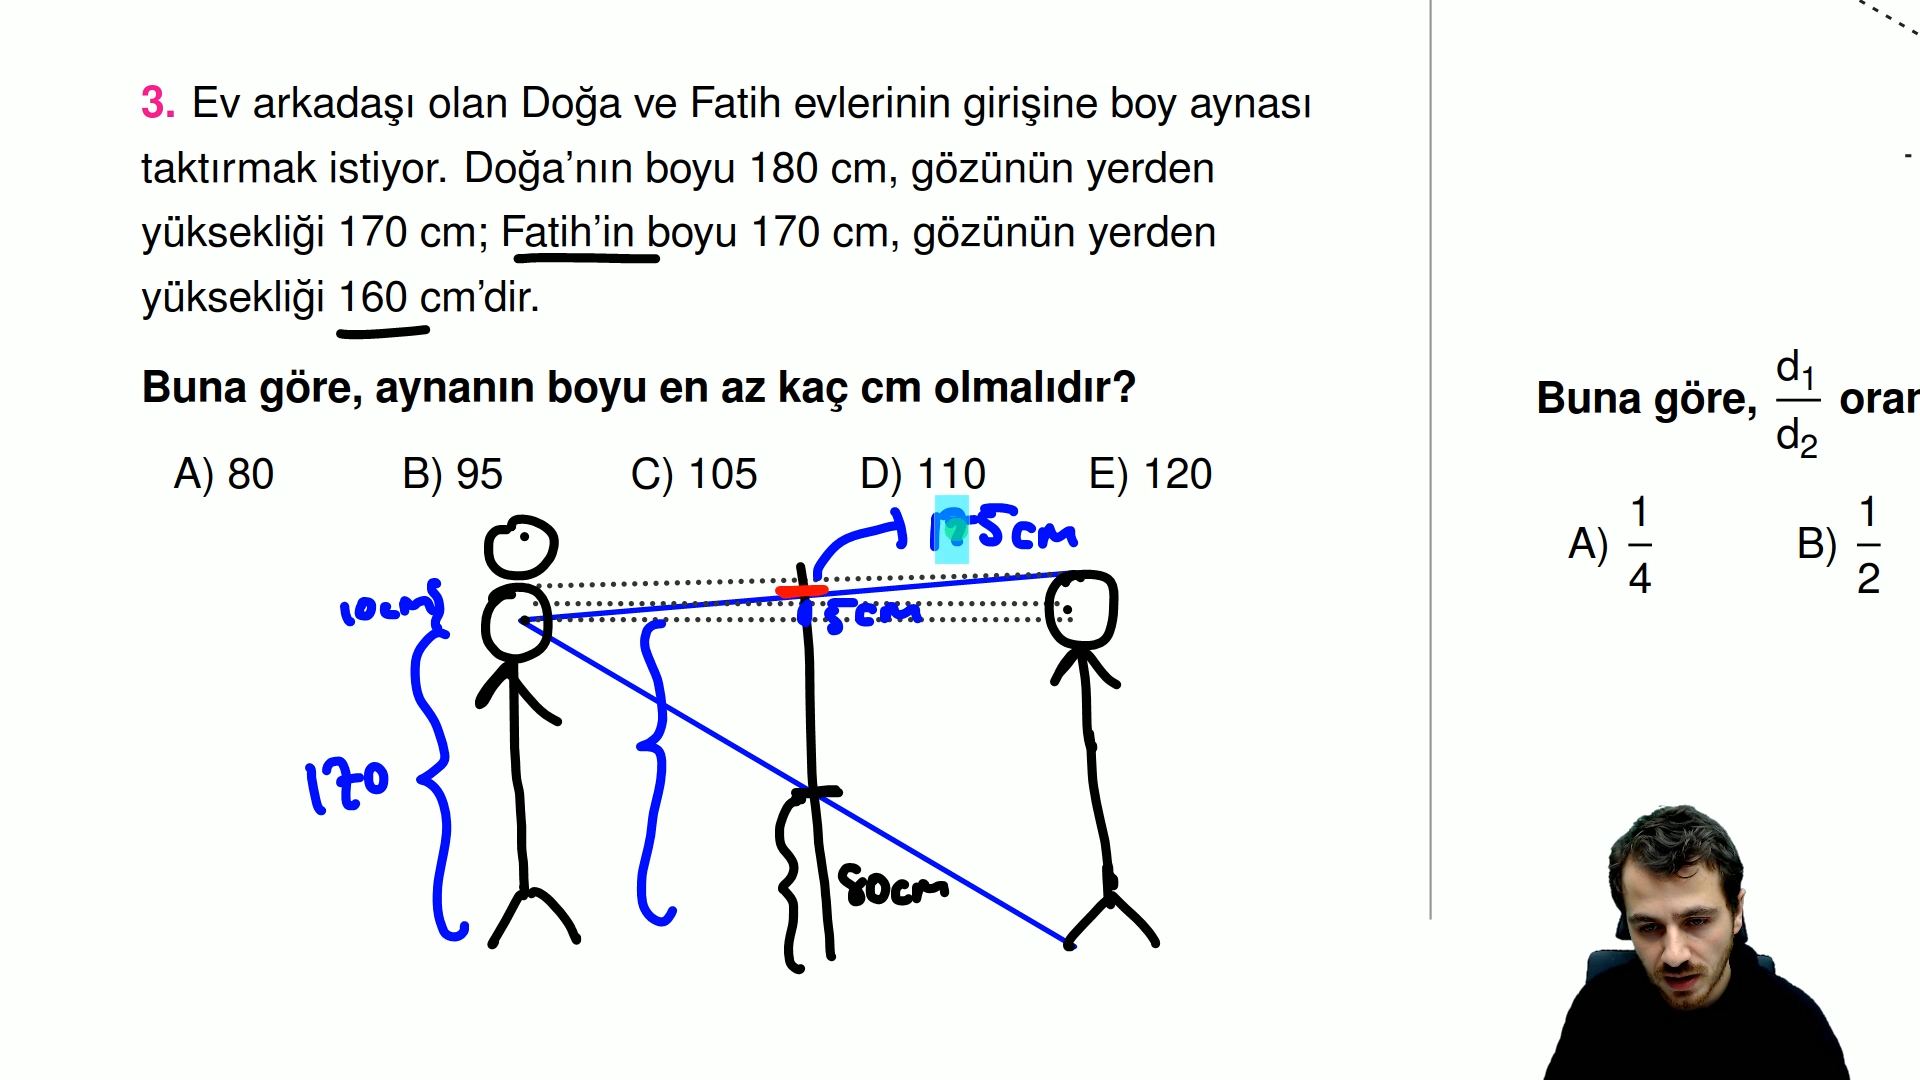 3. Ev arkadaşı olan Doğa ve Fatih evlerinin girişine boy aynası
taktırmak istiyor. Doğa’nın boyu 180 cm, gözünün yerden
yüksekliği 170 cm; Fatih’in boyu 170 cm, gözünün yerden
yüksekliği 160 cm’dir.
Buna göre, aynanın boyu en az kaç cm olmalıdır?
A) 80 B) 95 C) 105 D) 110 E) 120
175cm
10cm
5cm
170
80cm
Buna göre, d1/d2 oran
A) 1/4 B) 1/2